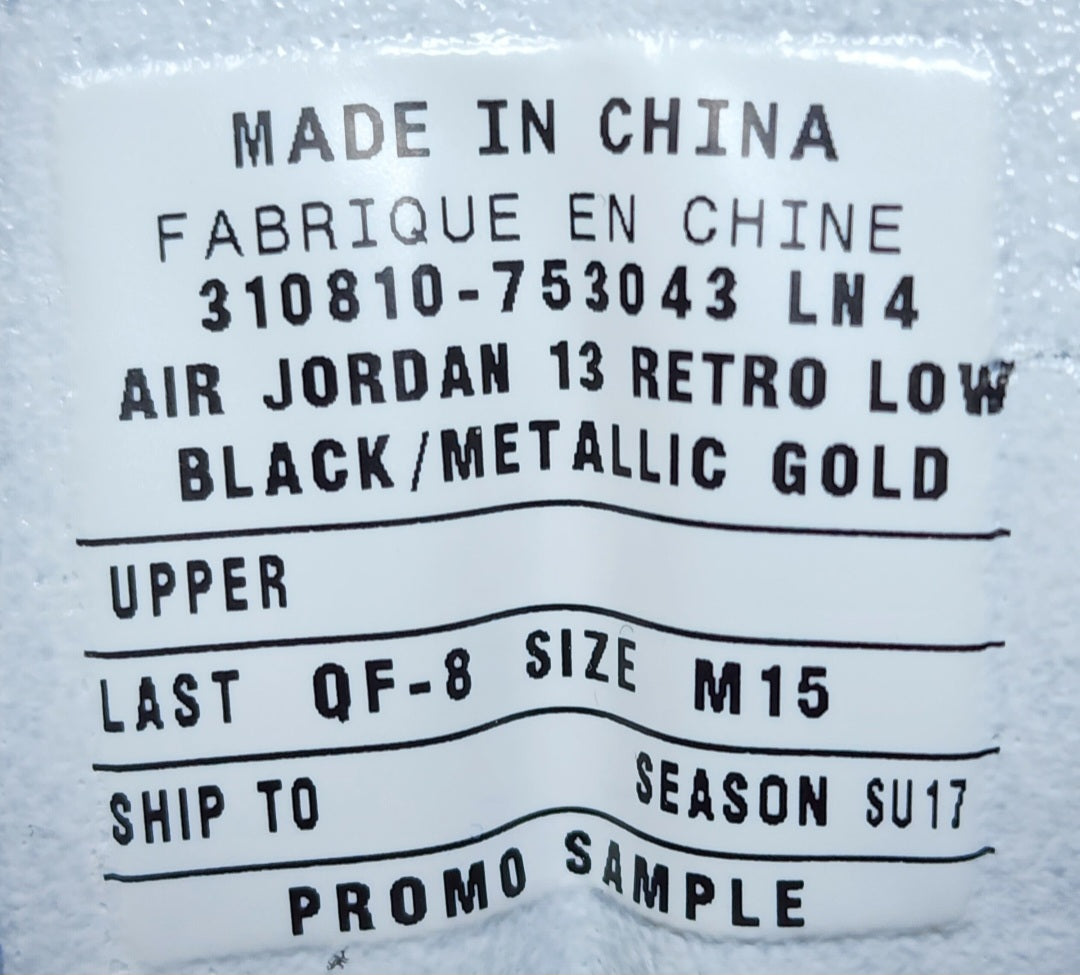 MADE IN CHINA
FABRIQUE EN CHINE
310810-753043 LN4
AIR JORDAN 13 RETRO LOW
BLACK/METALLIC GOLD
UPPER
LAST QF-8 SIZE M15
SHIP TO SEASON SU17
PROMO SAMPLE